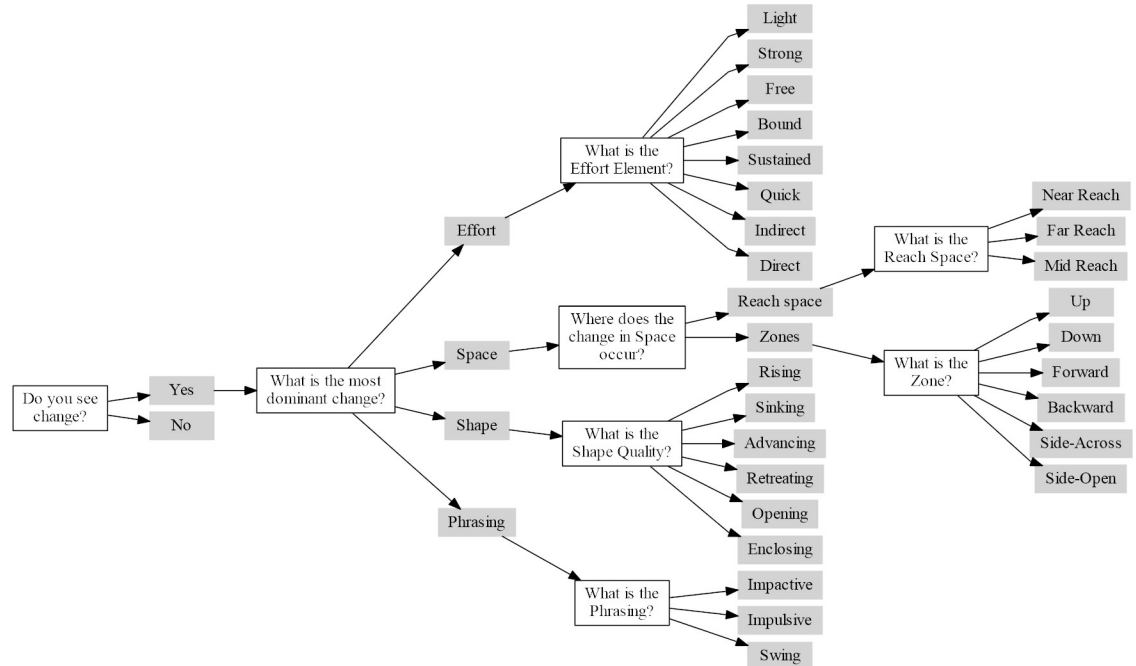 Do you see
change?
Yes
No
What is the most
dominant change?
Effort
Space
Shape
Phrasing
What is the
Effort Element?
Light
Strong
Free
Bound
Sustained
Quick
Indirect
Direct
Where does the
change in Space
occur?
Reach space
Zones
What is the
Reach Space?
Near Reach
Far Reach
Mid Reach
What is the
Zone?
Up
Down
Forward
Backward
Side-Across
Side-Open
What is the
Shape Quality?
Rising
Sinking
Advancing
Retreating
Opening
Enclosing
What is the
Phrasing?
Impactive
Impulsive
Swing